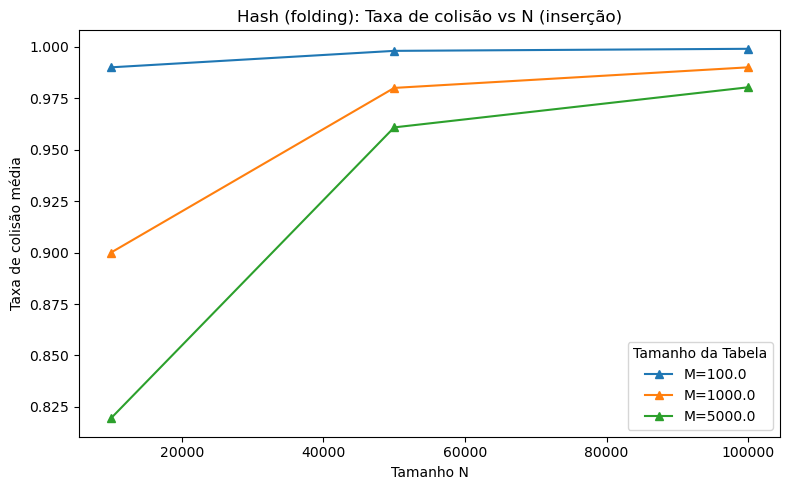 Hash (folding): Taxa de colisão vs N (inserção)
Taxa de colisão média
1.000
0.975
0.950
0.925
0.900
0.875
0.850
0.825
Tamanho da Tabela
M=100.0
M=1000.0
M=5000.0
20000 40000 60000 80000 100000
Tamanho N